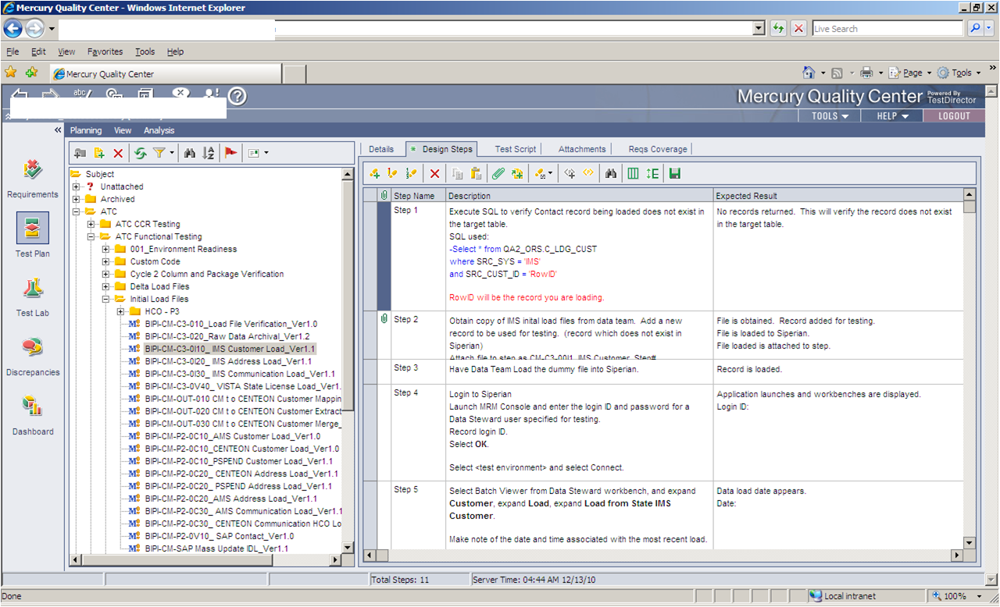 Mercury Quality Center - Windows Internet Explorer
Live Search
File Edit View Favorites Tools Help
Mercury Quality Center
Page Tools
Mercury Quality Center Powered By TestDirector
TOOLS HELP LOGOUT
Planning View Analysis
Requirements
Test Plan
Test Lab
Discrepancies
Dashboard
Subject
Unattached
Archived
ATC
ATC CCR Testing
ATC Functional Testing
001_Environment Readiness
Custom Code
Cycle 2 Column and Package Verification
Delta Load Files
Initial Load Files
HCO - P3
BIPI-CM-C3-010_Load File Verification_Ver1.0
BIPI-CM-C3-020_Raw Data Archival_Ver1.2
BIPI-CM-C3-0I10_ IMS Customer Load_Ver1.1
BIPI-CM-C3-0I20_ IMS Address Load_Ver1.1
BIPI-CM-C3-0I30_ IMS Communication Load_Ver1.1
BIPI-CM-C3-0V40_ VISTA State License Load_Ver1.
BIPI-CM-OUT-010 CM t o CENTEON Customer Mappin
BIPI-CM-OUT-020 CM t o CENTEON Customer Extract
BIPI-CM-OUT-030 CM t o CENTEON Customer Merge_
BIPI-CM-P2-0C10_AMS Customer Load_Ver1.0
BIPI-CM-P2-0C10_CENTEON Customer Load_Ver1.0
BIPI-CM-P2-0C10_PSPEND Customer Load_Ver1.1
BIPI-CM-P2-0C20_ CENTEON Address Load_Ver1.1
BIPI-CM-P2-0C20_ PSPEND Address Load_Ver1.1
BIPI-CM-P2-0C20_AMS Address Load_Ver1.1
BIPI-CM-P2-0C30_ AMS Communication Load_Ver1.1
BIPI-CM-P2-0C30_ CENTEON Communication HCO Lo
BIPI-CM-P2-0V10_ SAP Contact_Ver1.0
BIPI-CM-SAP Mass Update IDL_Ver1.1
Details Design Steps Test Script Attachments Reqs Coverage
Step Name Description Expected Result
Step 1
Execute SQL to verify Contact record being loaded does not exist in
the target table.
SQL used:
-Select * from QA2_ORS.C_LDG_CUST
where SRC_SYS = 'IMS'
and SRC_CUST_ID = 'RowID'
RowID will be the record you are loading.
No records returned. This will verify the record does not exist
in the target table.
Step 2
Obtain copy of IMS inital load files from data team. Add a new
record to be used for testing. (record which does not exist in
Siperian)
Attach file to step as CM-C3-00I1_IMS Customer_Step#
File is obtained. Record added for testing.
File is loaded to Siperian.
File loaded is attached to step.
Step 3
Have Data Team Load the dummy file into Siperian.
Record is loaded.
Step 4
Login to Siperian
Launch MRM Console and enter the login ID and password for a
Data Steward user specified for testing.
Record login ID.
Select OK.
Select <test environment> and select Connect.
Application launches and workbenches are displayed.
Login ID:
Step 5
Select Batch Viewer from Data Steward workbench, and expand
Customer, expand Load, expand Load from State IMS
Customer.
Make note of the date and time associated with the most recent load.
Data load date appears.
Date:
Total Steps: 11
Server Time: 04:44 AM 12/13/10
Done
Local intranet
100%